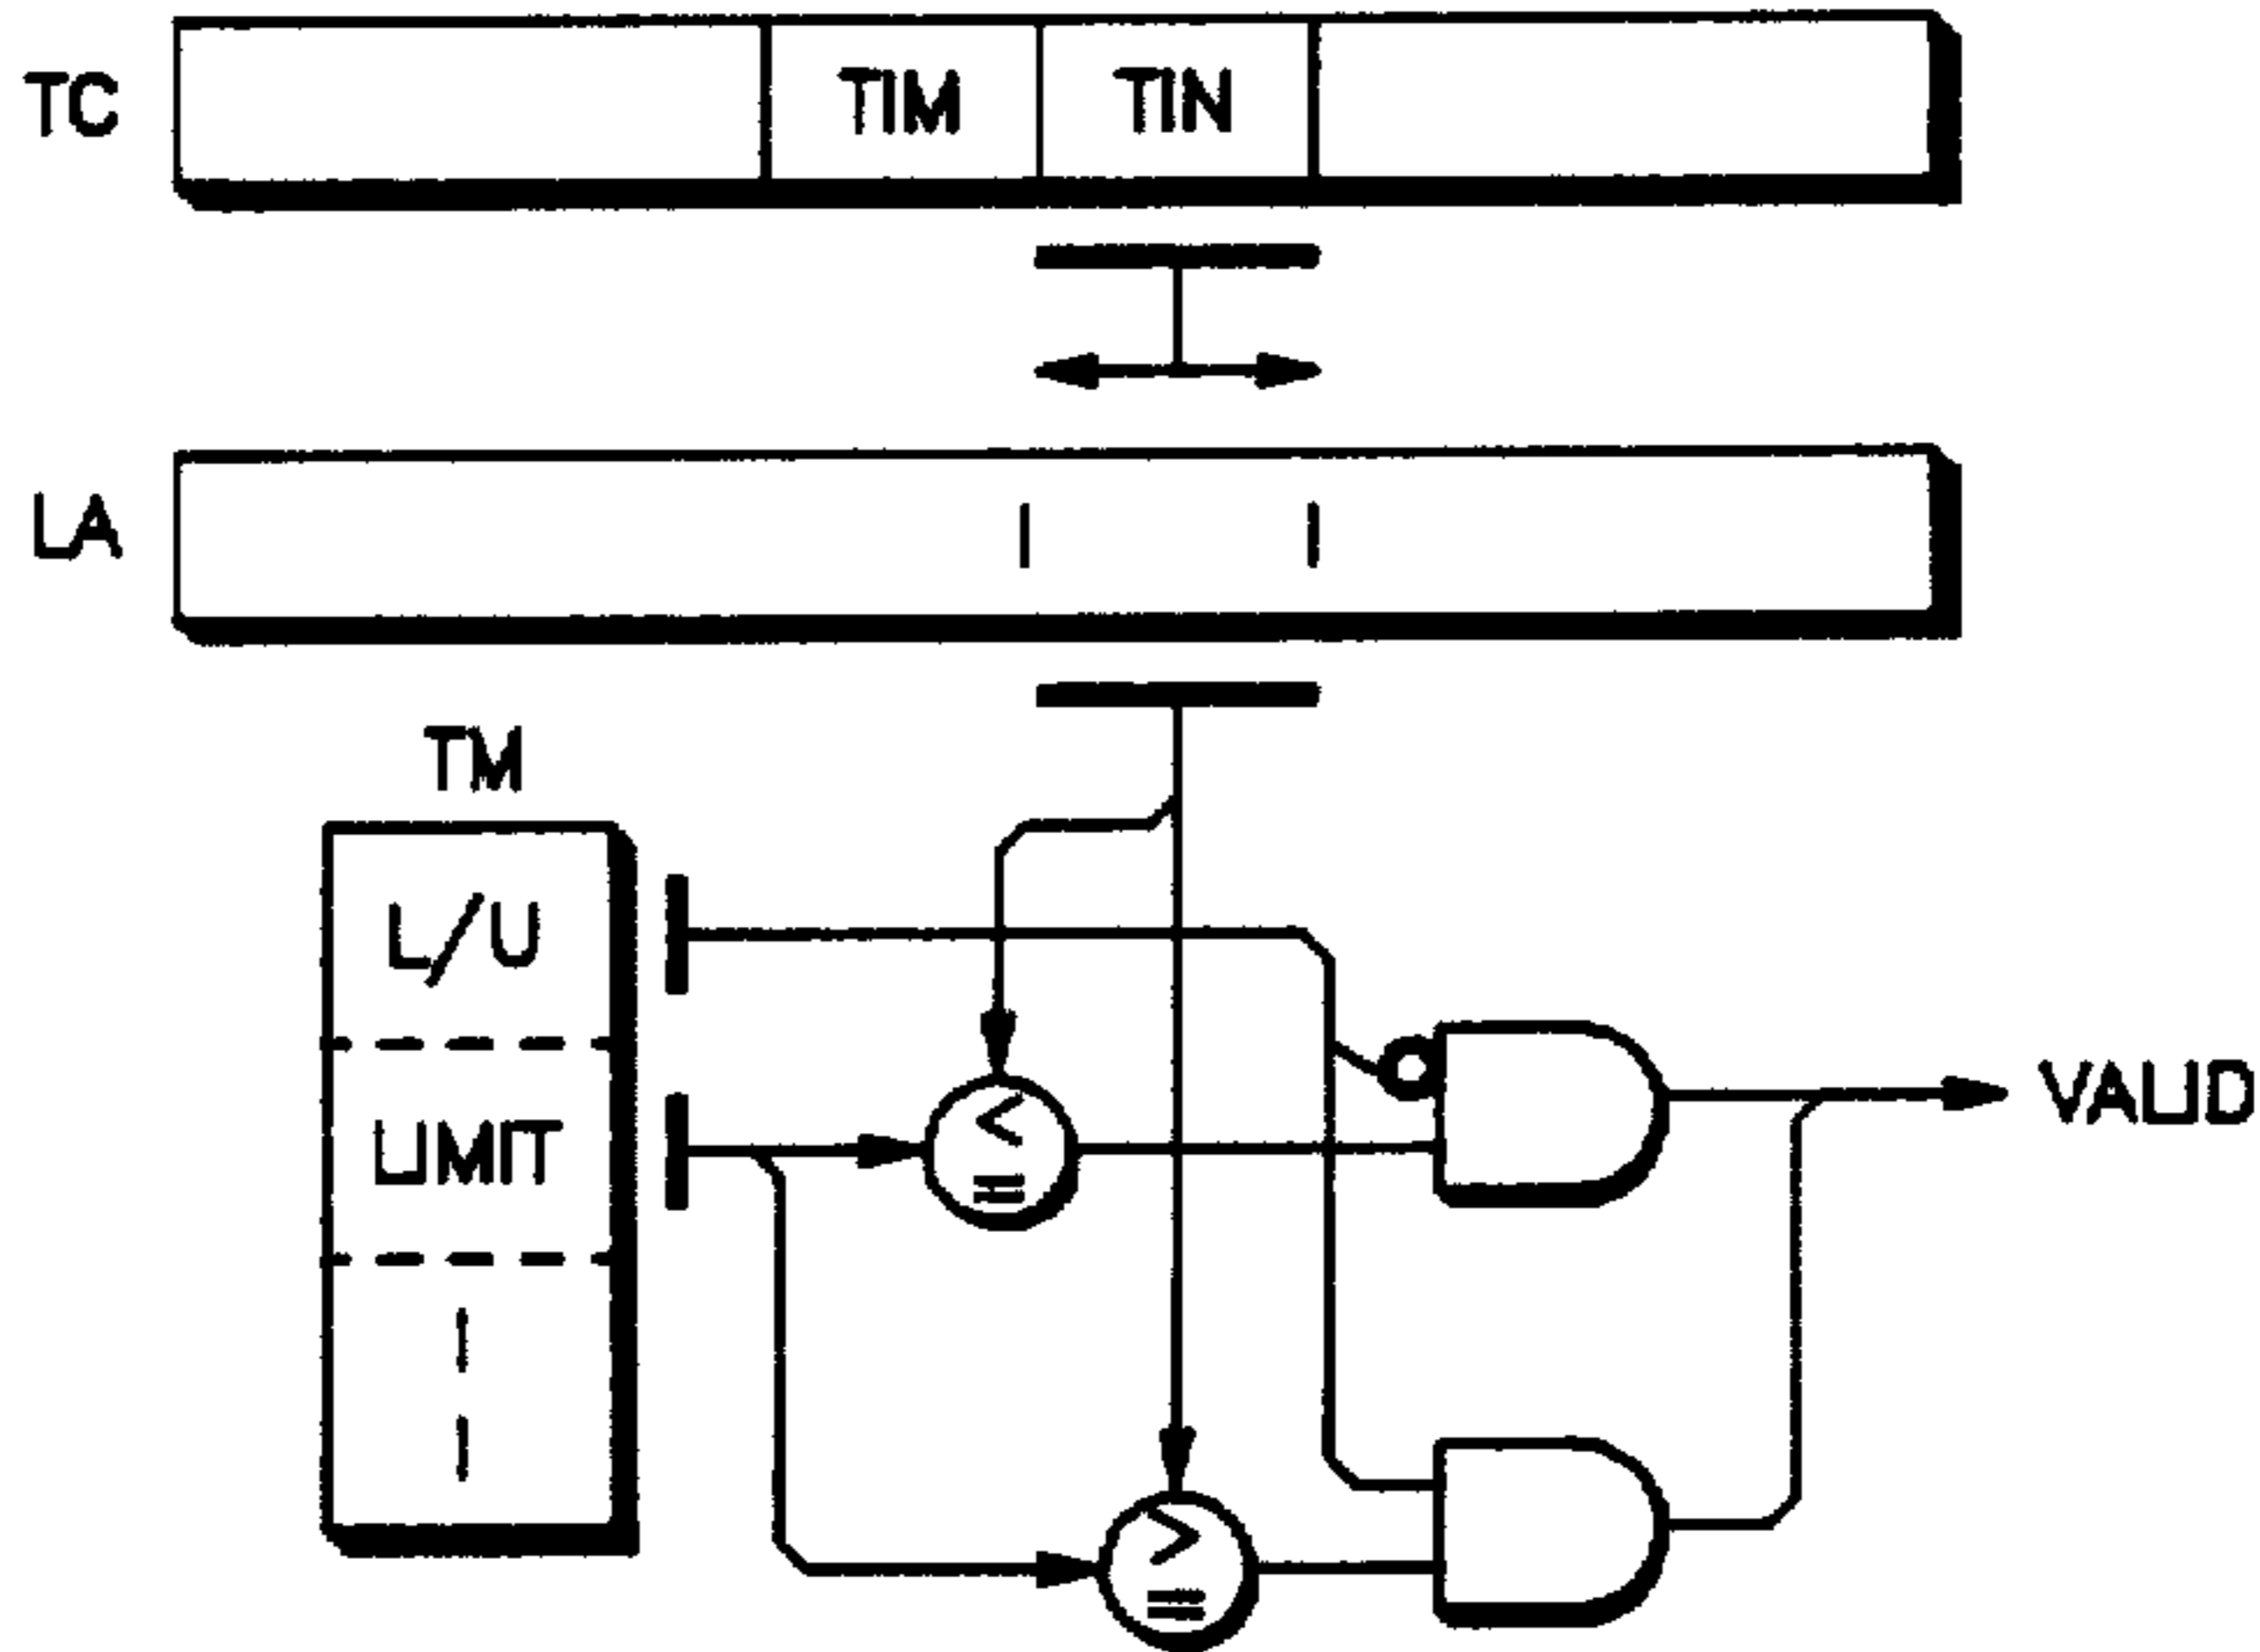 TC TIM TIN
LA
TM
L/U
LIMIT
VALID
<
=
>
=